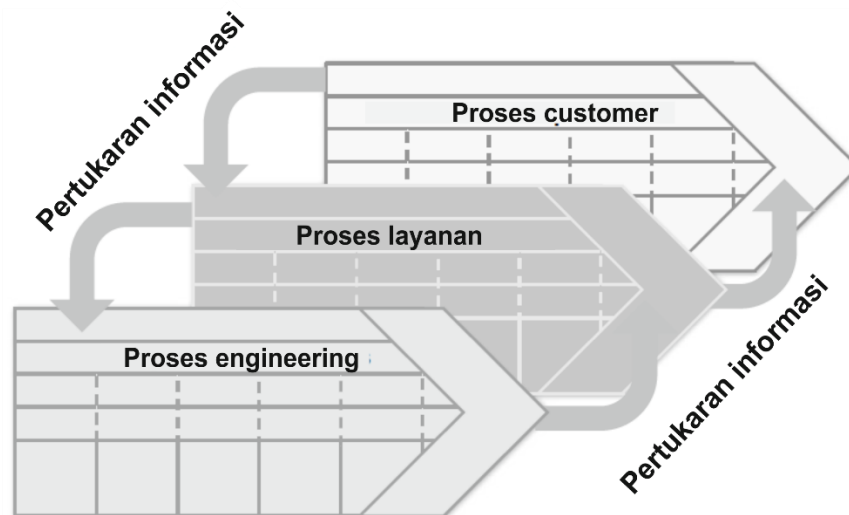 Pertukaran informasi
Proses customer
Proses layanan
Proses engineering
Pertukaran informasi